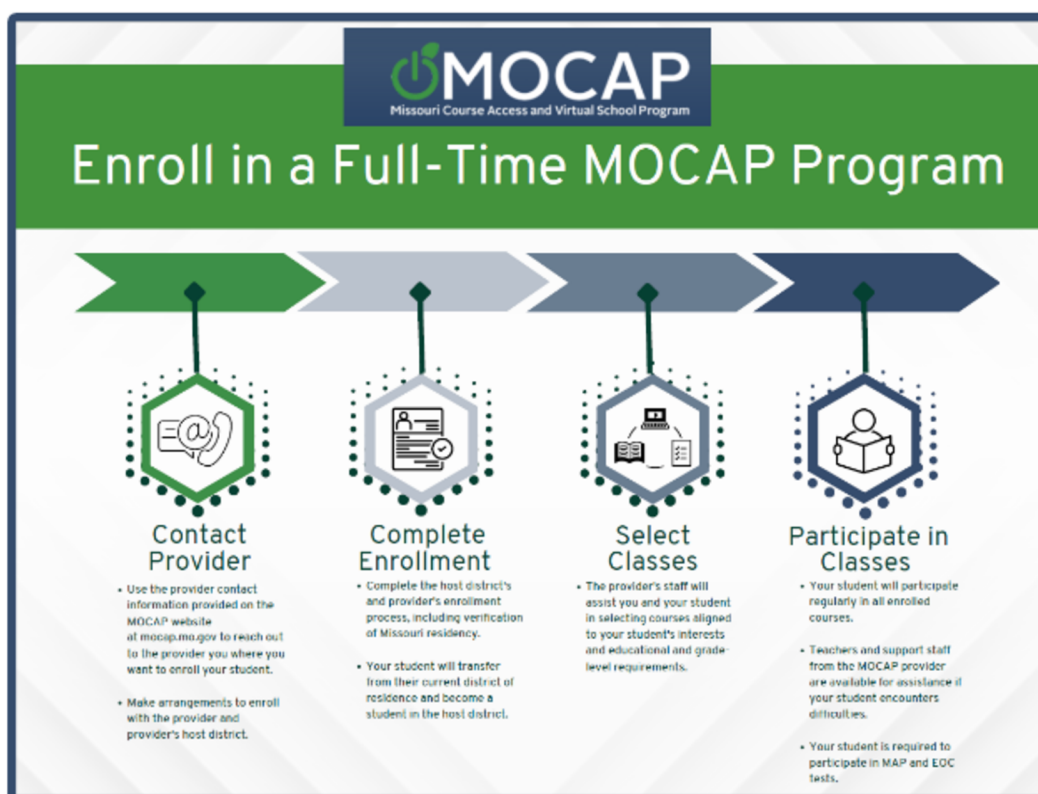 MOCAP
Missouri Course Access and Virtual School Program
Enroll in a Full-Time MOCAP Program
Contact
Provider
• Use the provider contact
information provided on the
MOCAP website
at mocap.mo.gov to reach out
to the provider you where you
want to enroll your student.
• Make arrangements to enroll
with the provider and
provider's host district.
Complete
Enrollment
• Complete the host district's
and provider's enrollment
process, including verification
of Missouri residency.
• Your student will transfer
from their current district of
residence and become a
student in the host district.
Select
Classes
• The provider's staff will
assist you and your student
in selecting courses aligned
to your student's interests
and educational and grade-
level requirements.
Participate in
Classes
• Your student will participate
regularly in all enrolled
courses.
• Teachers and support staff
from the MOCAP provider
are available for assistance if
your student encounters
difficulties.
• Your student is required to
participate in MAP and EOC
tests.